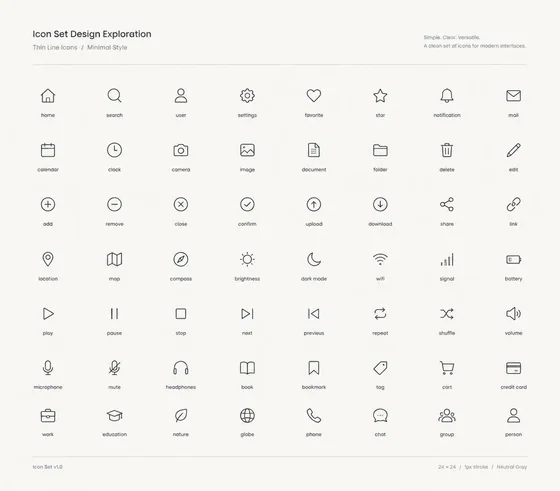 Icon Set Design Exploration
Thin Line Icons / Minimal Style
Simple. Clear. Versatile.
A clean set of icons for modern interfaces.
home search user settings favorite star notification mail
calendar clock camera image document folder delete edit
add remove close confirm upload download share link
location map compass brightness dark mode wifi signal battery
play pause stop next previous repeat shuffle volume
microphone mute headphones book bookmark tag cart credit card
work education nature globe phone chat group person
Icon Set v1.0
24 × 24 / 1px stroke / Neutral Gray